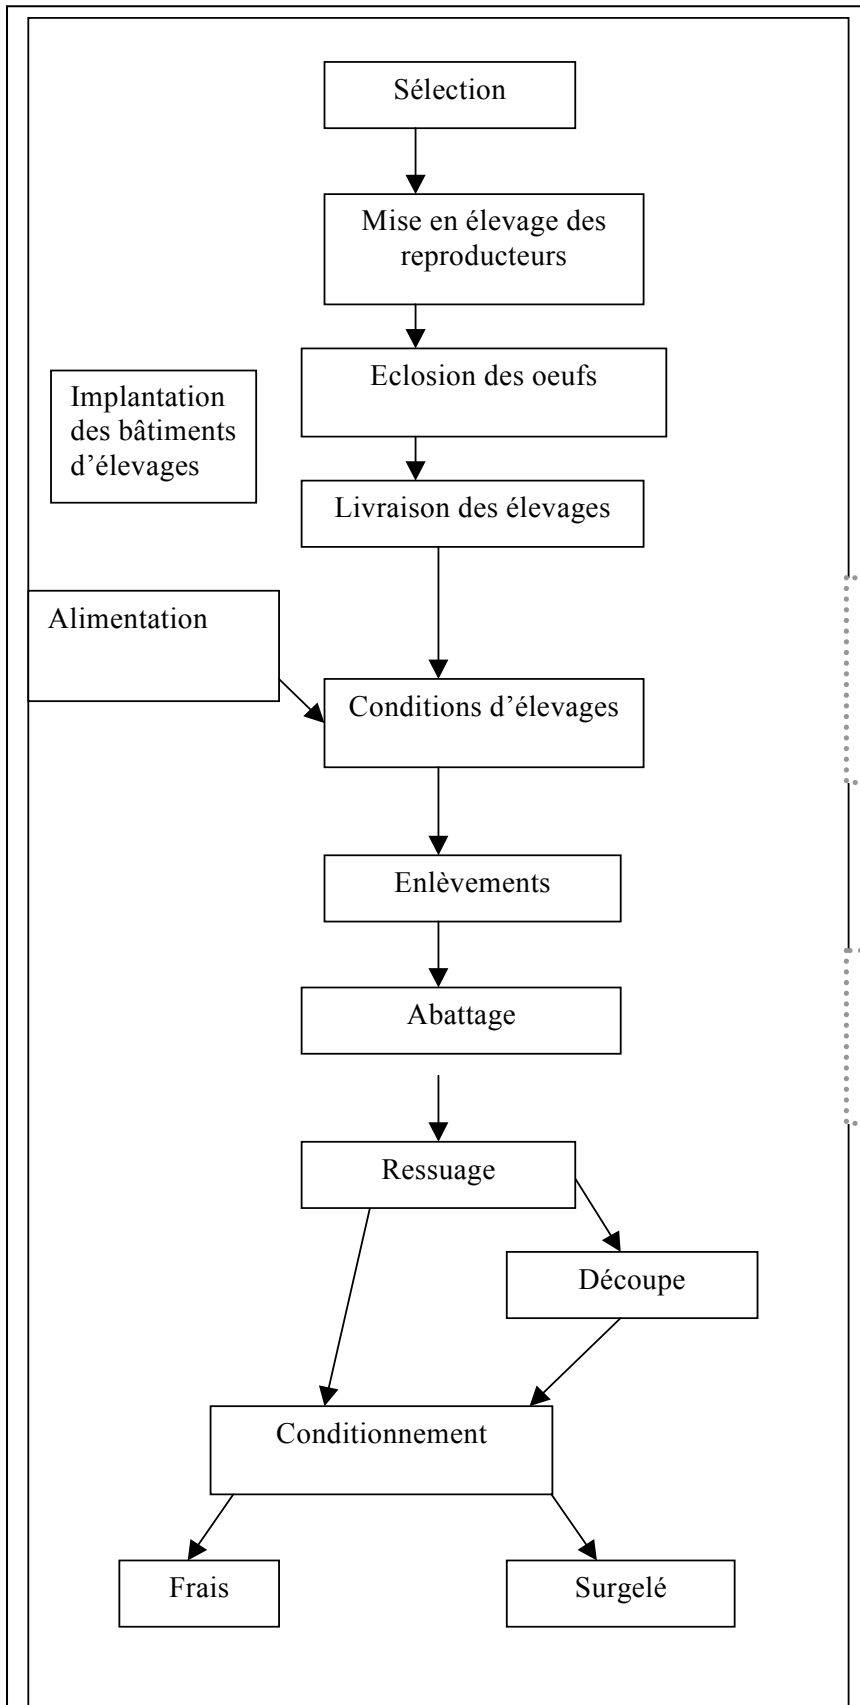 Sélection
Mise en élevage des
reproducteurs
Eclosion des oeufs
Implantation
des bâtiments
d’élevages
Livraison des élevages
Alimentation
Conditions d’élevages
Enlèvements
Abattage
Ressuage
Découpe
Conditionnement
Frais
Surgelé